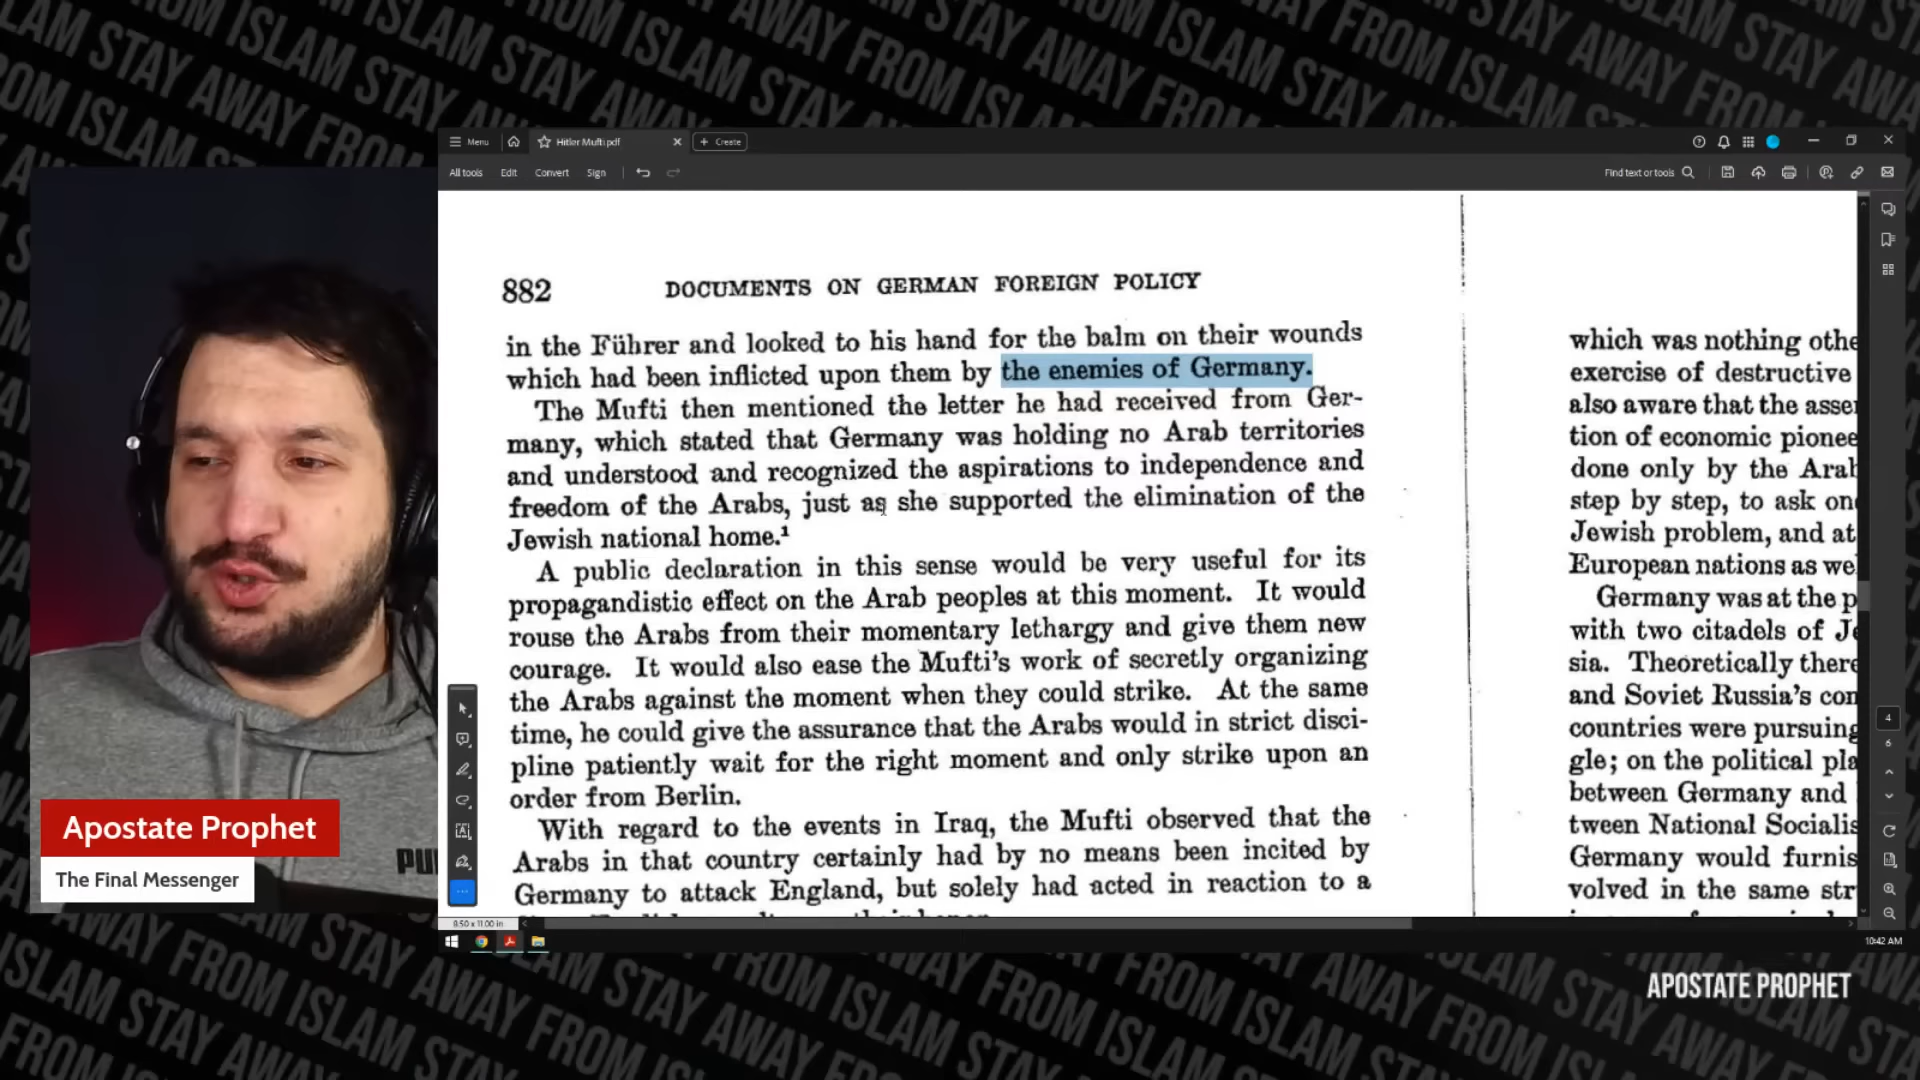 Menu
Hitler Mufti.pdf
Create
All tools
Edit
Convert
Sign
Find text or tools
882
DOCUMENTS ON GERMAN FOREIGN POLICY
in the Führer and looked to his hand for the balm on their wounds
which had been inflicted upon them by the enemies of Germany.
The Mufti then mentioned the letter he had received from Ger-
many, which stated that Germany was holding no Arab territories
and understood and recognized the aspirations to independence and
freedom of the Arabs, just as she supported the elimination of the
Jewish national home.¹
A public declaration in this sense would be very useful for its
propagandistic effect on the Arab peoples at this moment. It would
rouse the Arabs from their momentary lethargy and give them new
courage. It would also ease the Mufti's work of secretly organizing
the Arabs against the moment when they could strike. At the same
time, he could give the assurance that the Arabs would in strict disci-
pline patiently wait for the right moment and only strike upon an
order from Berlin.
With regard to the events in Iraq, the Mufti observed that the
Arabs in that country certainly had by no means been incited by
Germany to attack England, but solely had acted in reaction to a
which was nothing othe
exercise of destructive
also aware that the asser
tion of economic pionee
done only by the Arab
step by step, to ask on
Jewish problem, and at
European nations as we
Germany was at the p
with two citadels of Je
sia. Theoretically there
and Soviet Russia's con
countries were pursuing
gle; on the political pla
between Germany and
tween National Socialis
Germany would furnis
volved in the same str
4
6
8.50 x 11.00 in
10:42 AM
Apostate Prophet
The Final Messenger
PU
APOSTATE PROPHET
STAY AWAY FROM ISLAM